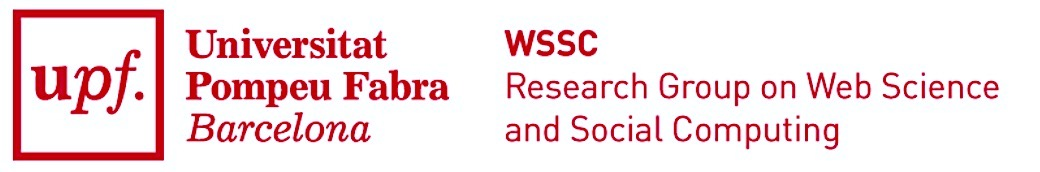 upf.
Universitat
Pompeu Fabra
Barcelona
WSSC
Research Group on Web Science
and Social Computing